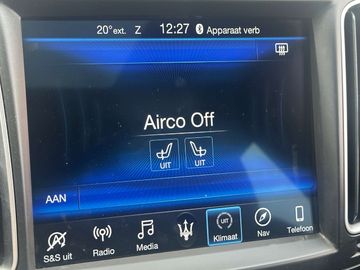 20°ext. Z 12:27 Apparaat verb
Airco Off
UIT UIT
AAN
UIT
S&S uit Radio Media Klimaat Nav Telefoon